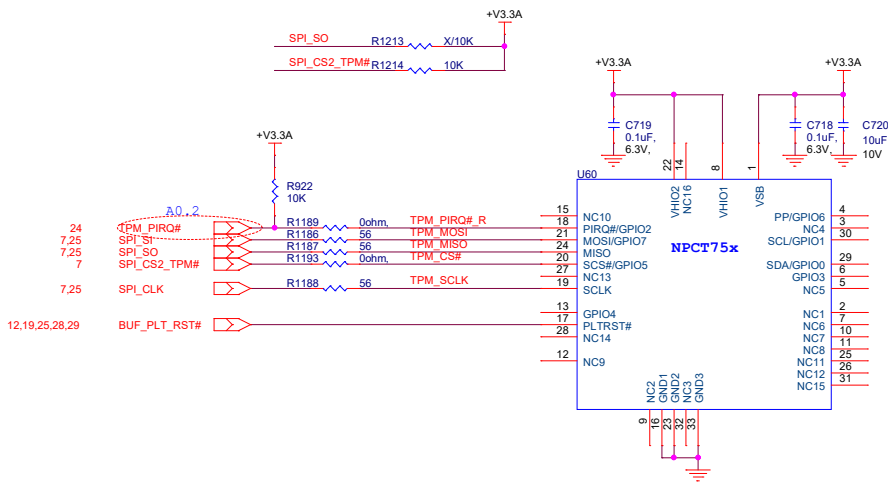 +V3.3A
SPI_SO R1213 X/10K
SPI_CS2_TPM# R1214 10K
+V3.3A
+V3.3A
C719
0.1uF
6.3V,
C718
0.1uF
6.3V,
C720
10uF
10V
+V3.3A
R922
10K
A0.2
24 TPM_PIRQ# R1189 0ohm, TPM_PIRQ#_R
7,25 SPI_SI R1186 56 TPM_MOSI
7,25 SPI_SO R1187 56 TPM_MISO
7 SPI_CS2_TPM# R1193 0ohm, TPM_CS#
7,25 SPI_CLK R1188 56 TPM_SCLK
12,19,25,28,29 BUF_PLT_RST#
U60
NPCT75x
22 VHIO2
14 NC16
8 VHIO1
1 VSB
15 NC10
18 PIRQ#/GPIO2
21 MOSI/GPIO7
24 MISO
20 SCS#/GPIO5
27 NC13
19 SCLK
13 GPIO4
17 PLTRST#
28 NC14
12 NC9
PP/GPIO6 4
NC4 3
SCL/GPIO1 30
SDA/GPIO0 29
GPIO3 6
NC5 5
NC1 2
NC6 7
NC7 10
NC8 11
NC11 25
NC12 26
NC15 31
NC2 9
GND1 16
GND2 23
NC3 32
GND3 33